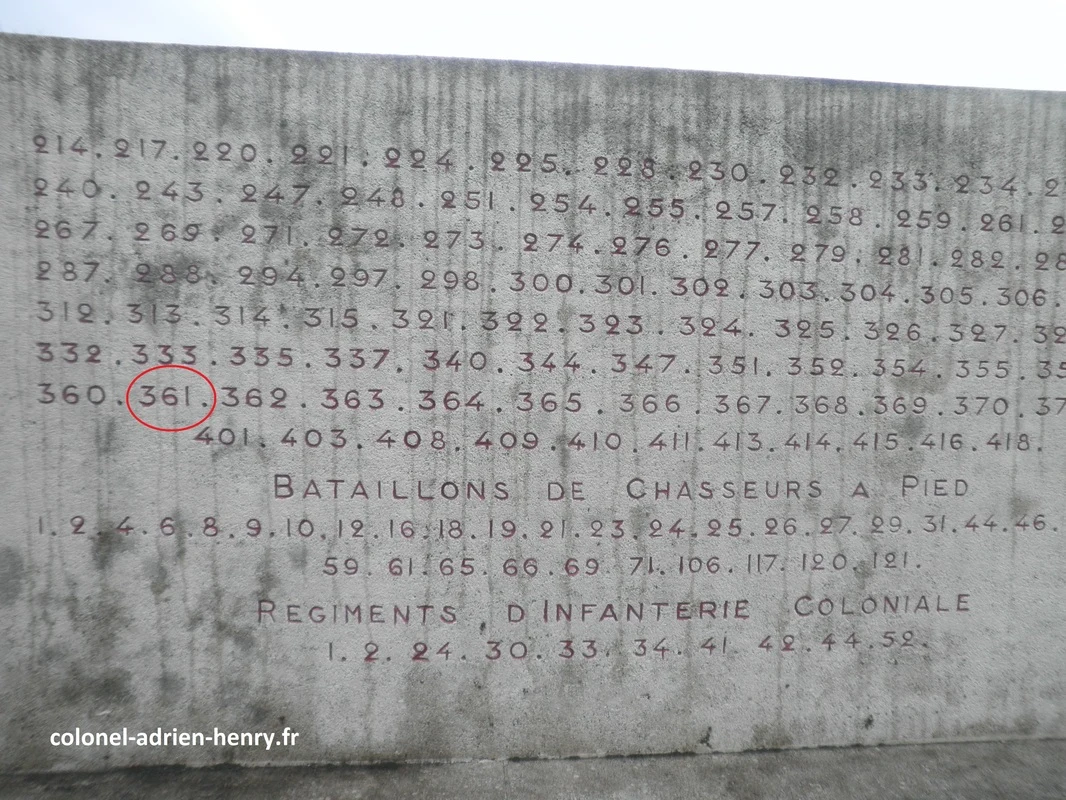 214. 217. 220. 221. 224. 225. 228. 230. 232. 233. 234.
240. 243. 247. 248. 251. 254. 255. 257. 258. 259. 261.
267. 269. 271. 272. 273. 274. 276. 277. 279. 281. 282.
287. 288. 294. 297. 298. 300. 301. 302. 303. 304. 305. 306.
312. 313. 314. 315. 321. 322. 323. 324. 325. 326. 327.
332. 333. 335. 337. 340. 344. 347. 351. 352. 354. 355.
360. 361. 362. 363. 364. 365. 366. 367. 368. 369. 370.
401. 403. 408. 409. 410. 411. 413. 414. 415. 416. 418.
BATAILLONS DE CHASSEURS A PIED
1. 2. 4. 6. 8. 9. 10. 12. 16. 18. 19. 21. 23. 24. 25. 26. 27. 29. 31. 44. 46.
59. 61. 65. 66. 69. 71. 106. 117. 120. 121.
REGIMENTS D'INFANTERIE COLONIALE
1. 2. 24. 30. 33. 34. 41. 42. 44. 52.
colonel-adrien-henry.fr